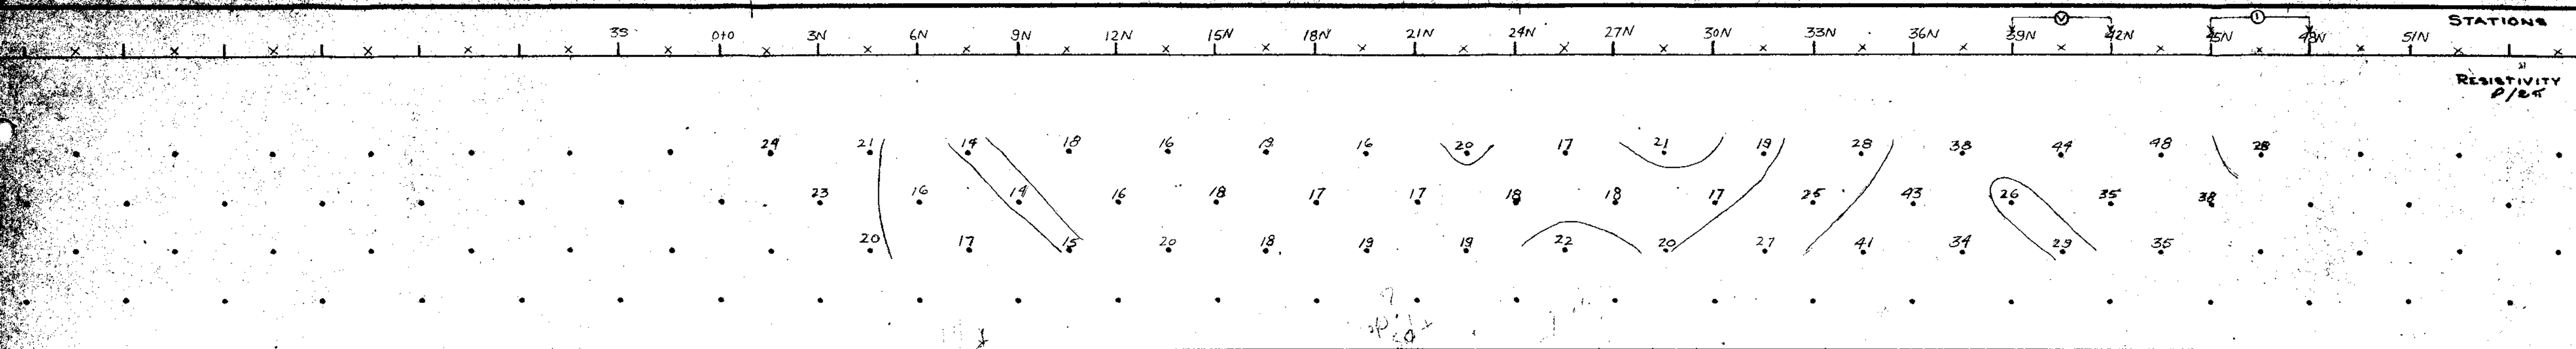 V I STATIONS
3S 0+0 3N 6N 9N 12N 15N 18N 21N 24N 27N 30N 33N 36N 39N 42N 45N 48N 51N
RESISTIVITY
ρ/2π
24 21 14 18 16 19 16 20 17 21 19 28 38 44 48 28
23 16 14 16 18 17 17 18 18 17 25 43 26 35 38
20 17 15 20 18 19 19 22 20 27 41 34 29 35